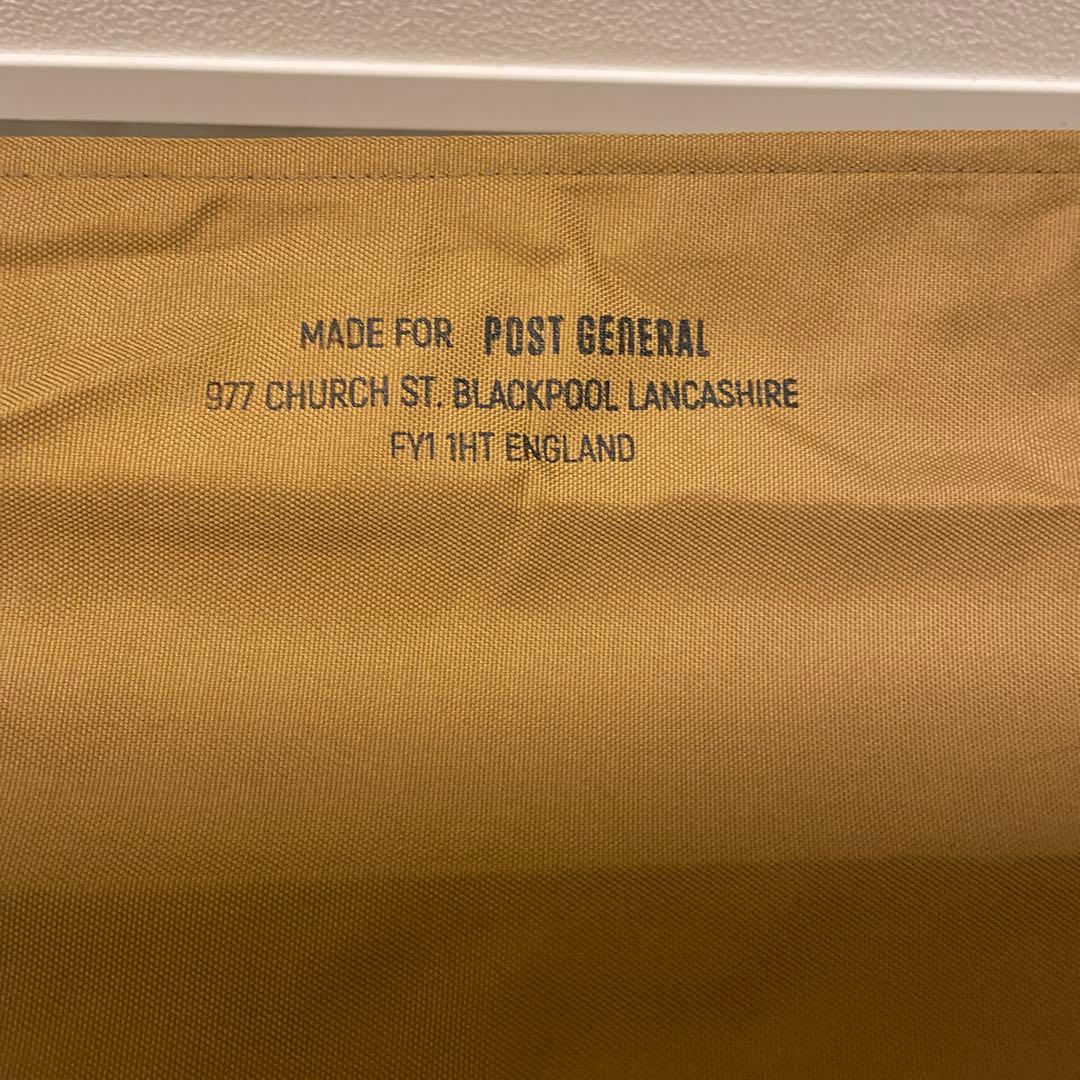 MADE FOR POST GENERAL
977 CHURCH ST. BLACKPOOL LANCASHIRE
FY1 1HT ENGLAND